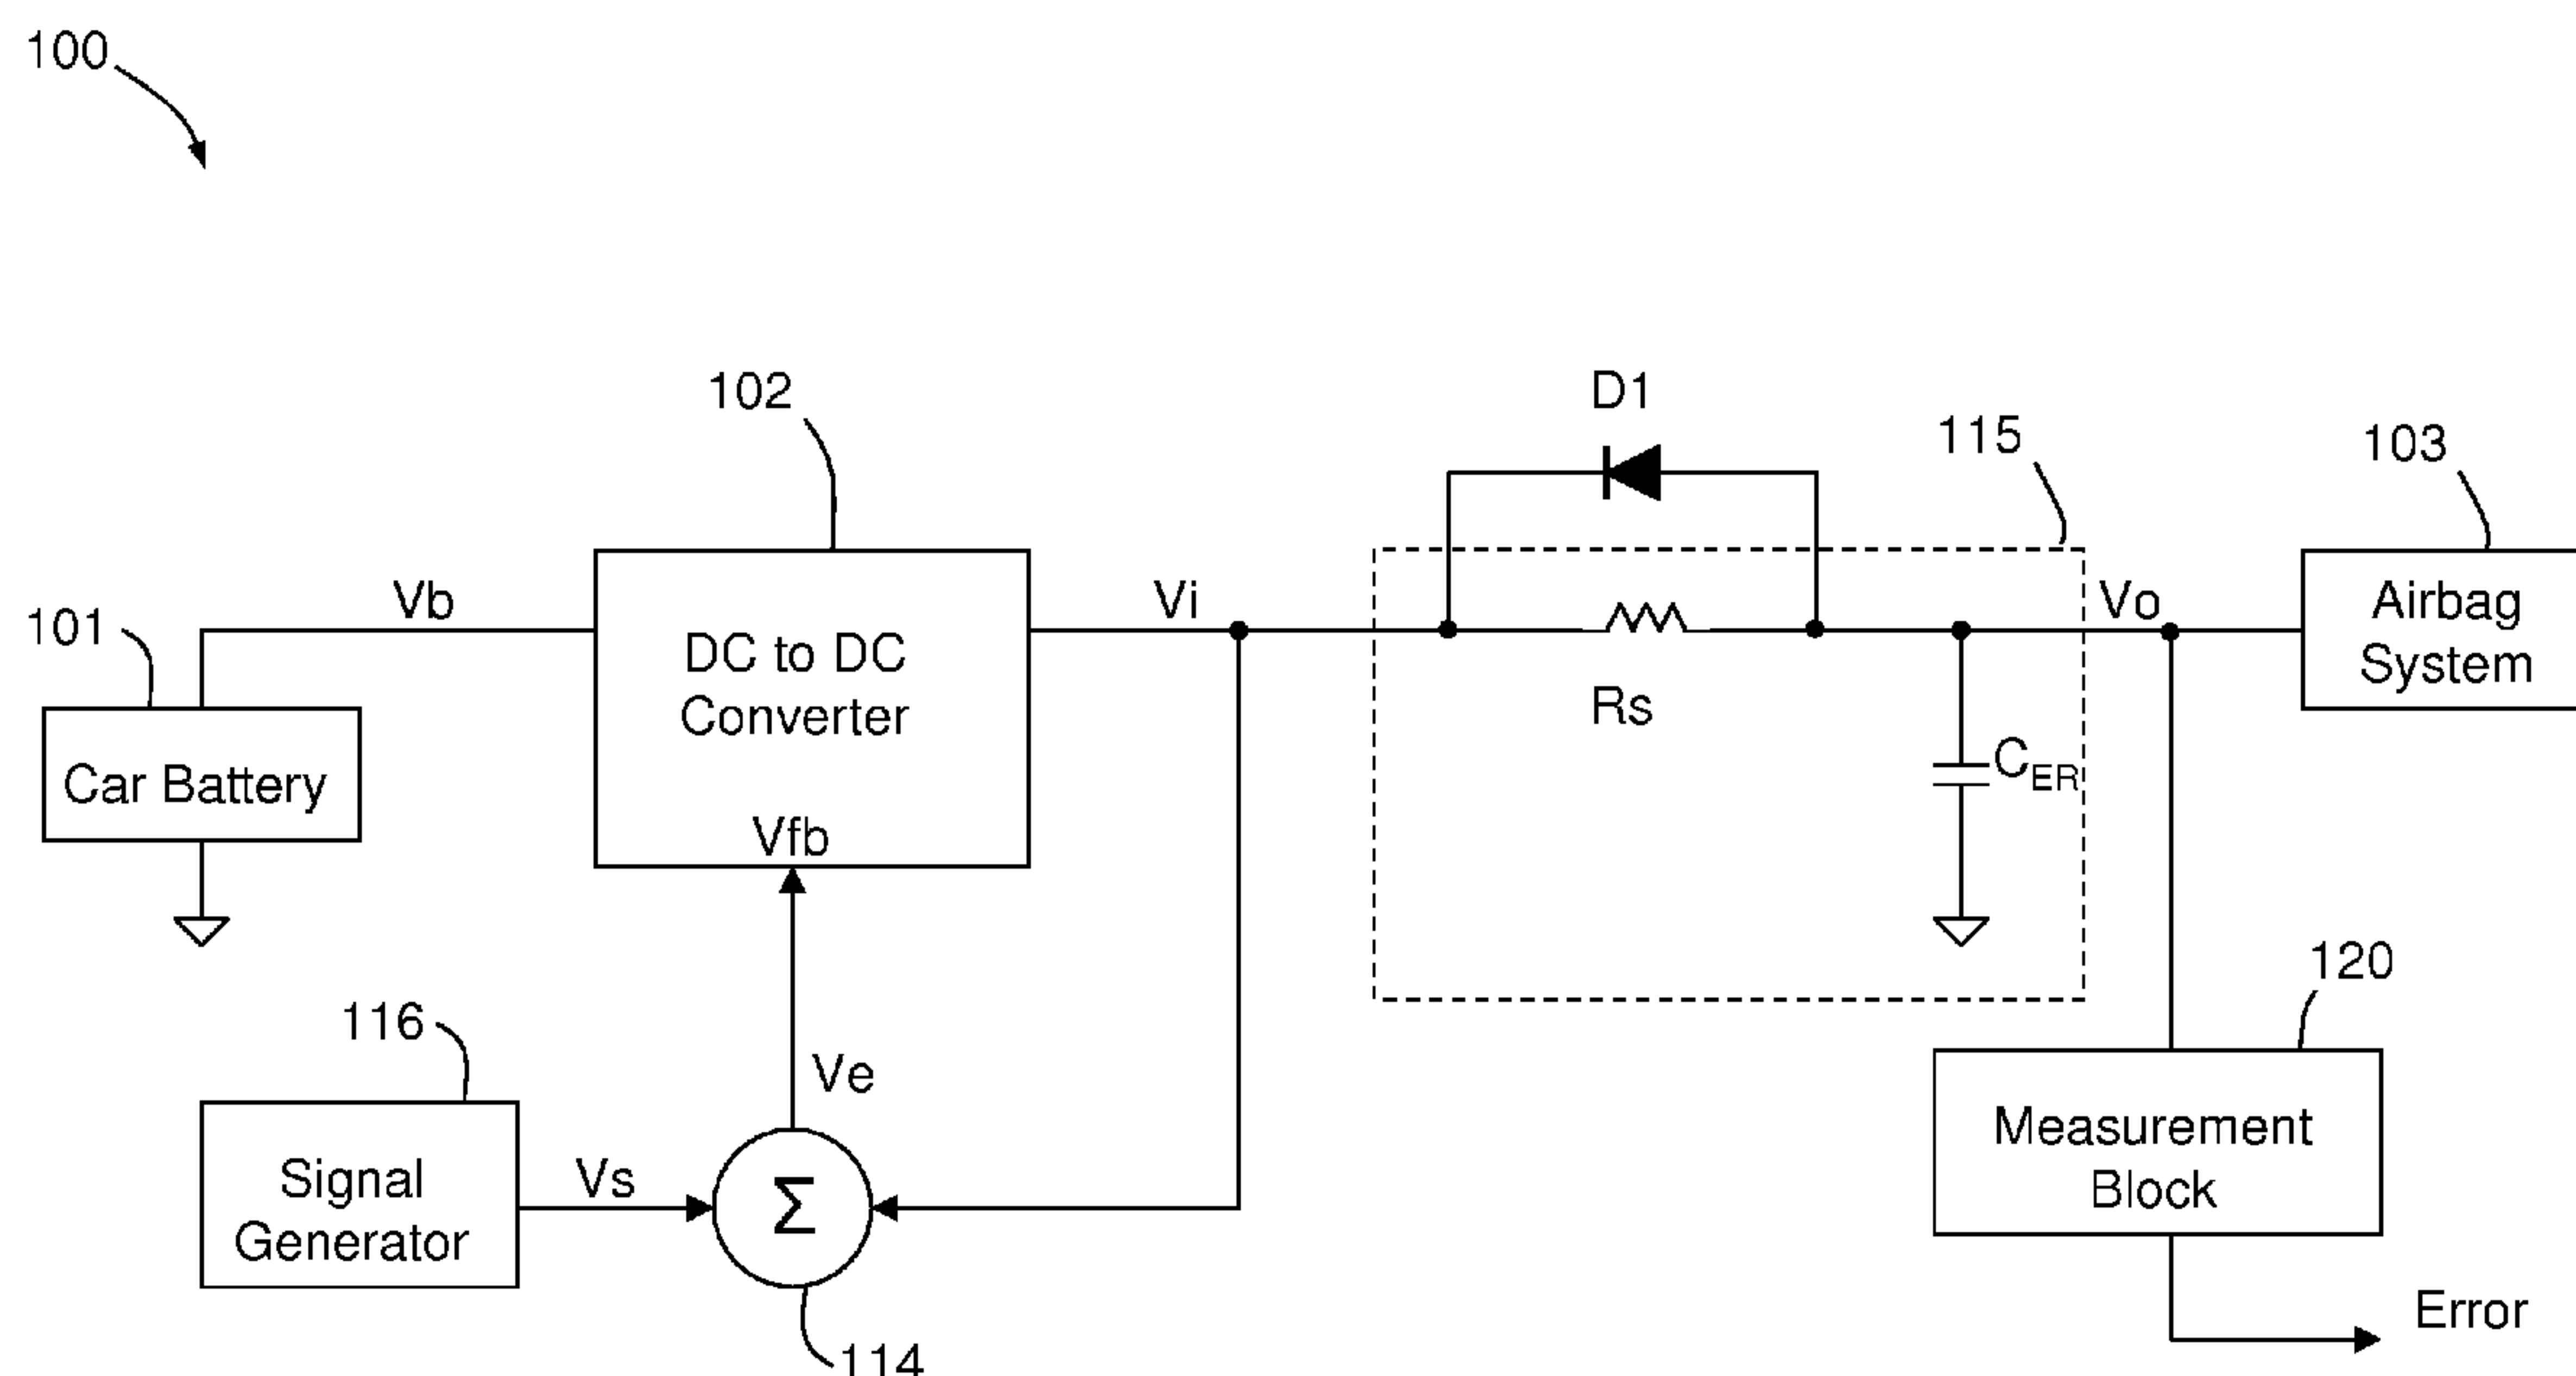 100
102
D1
115
103
101
Vb
DC to DC
Converter
Vfb
Vi
Rs
C_ER
Vo
Airbag
System
Car Battery
116
Ve
120
Signal
Generator
Vs
Σ
Measurement
Block
114
Error